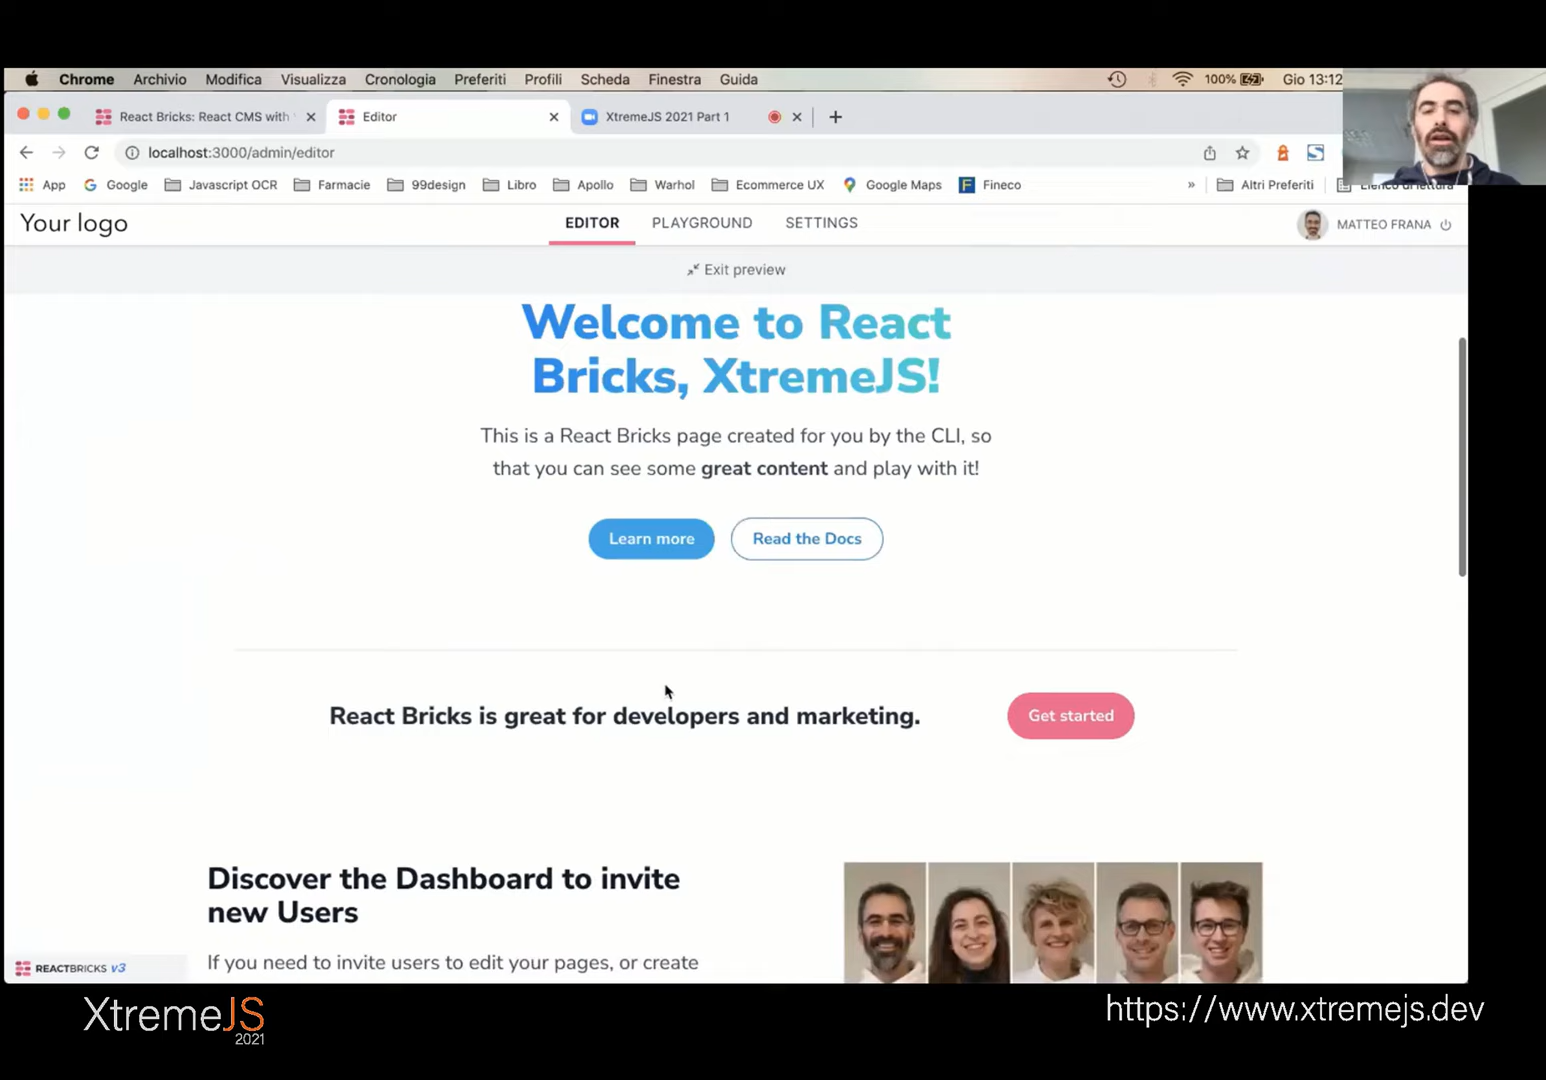 Chrome Archivio Modifica Visualizza Cronologia Preferiti Profili Scheda Finestra Guida 100% Gio 13:12
React Bricks: React CMS with Editor XtremeJS 2021 Part 1
localhost:3000/admin/editor
App Google Javascript OCR Farmacie 99design Libro Apollo Warhol Ecommerce UX Google Maps Fineco » Altri Preferiti Elenco di lettura
Your logo EDITOR PLAYGROUND SETTINGS MATTEO FRANA
Exit preview
Welcome to React
Bricks, XtremeJS!
This is a React Bricks page created for you by the CLI, so
that you can see some great content and play with it!
Learn more Read the Docs
React Bricks is great for developers and marketing. Get started
Discover the Dashboard to invite
new Users
If you need to invite users to edit your pages, or create
REACTBRICKS v3
XtremeJS
2021
https://www.xtremejs.dev